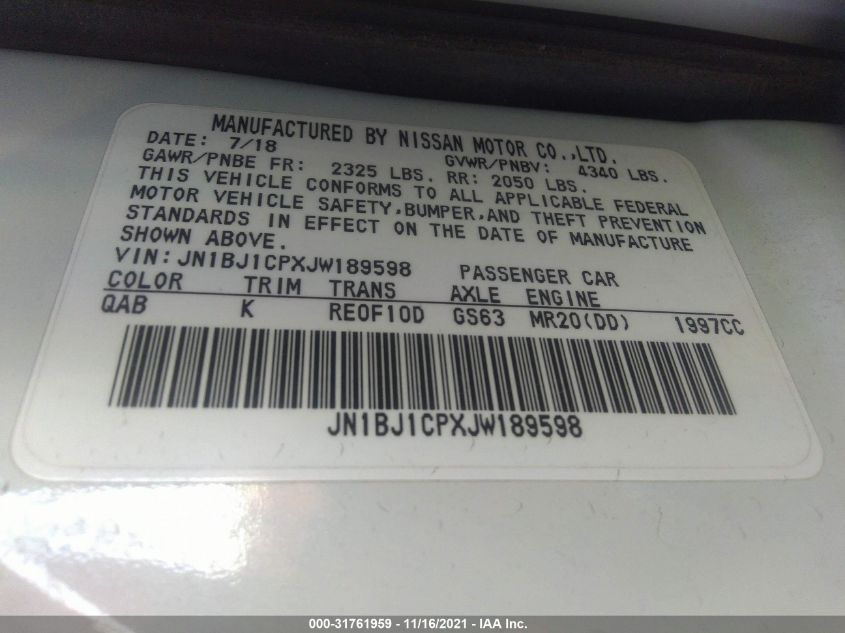 MANUFACTURED BY NISSAN MOTOR CO.,LTD.
DATE: 7/18 GVWR/PNBV: 4340 LBS.
GAWR/PNBE FR: 2325 LBS. RR: 2050 LBS.
THIS VEHICLE CONFORMS TO ALL APPLICABLE FEDERAL
MOTOR VEHICLE SAFETY,BUMPER,AND THEFT PREVENTION
STANDARDS IN EFFECT ON THE DATE OF MANUFACTURE
SHOWN ABOVE.
VIN:JN1BJ1CPXJW189598 PASSENGER CAR
COLOR TRIM TRANS AXLE ENGINE
QAB K RE0F10D GS63 MR20(DD) 1997CC
JN1BJ1CPXJW189598
000-31761959 - 11/16/2021 - IAA Inc.